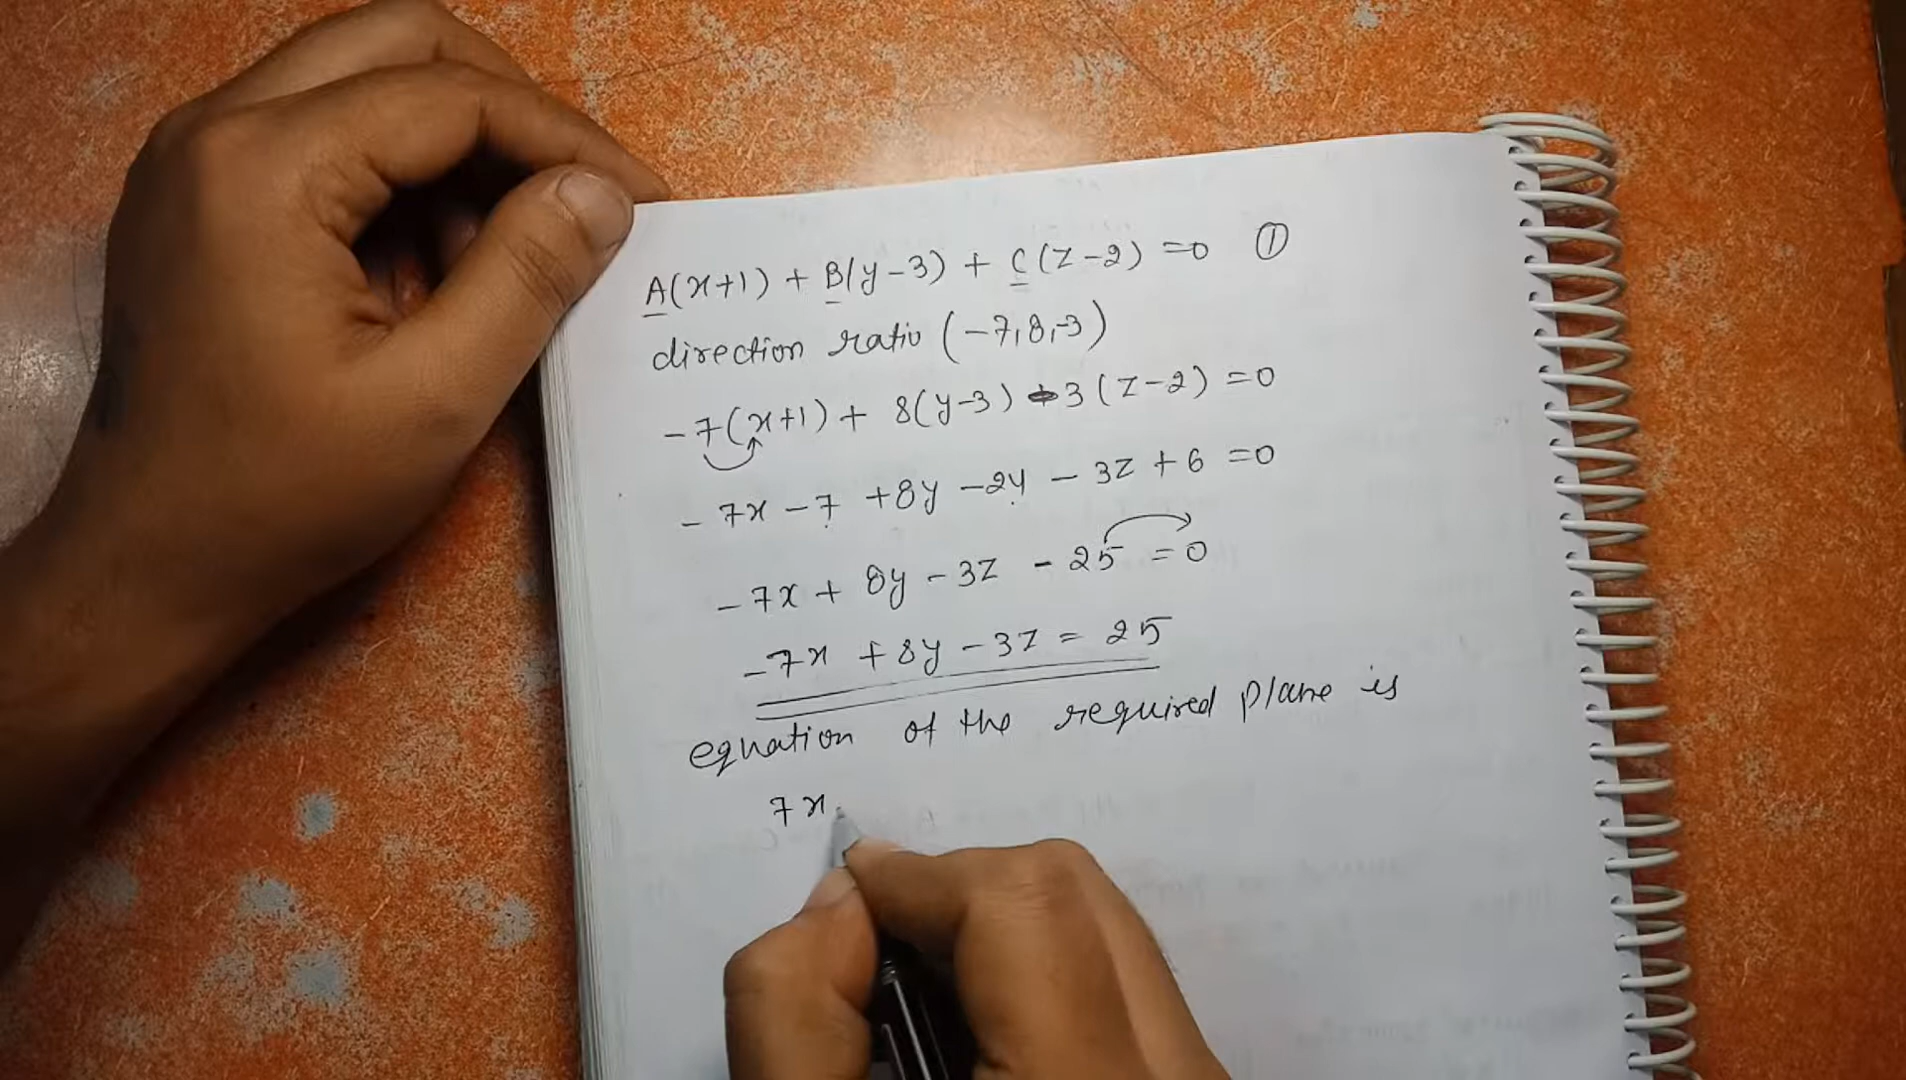 A(x+1) + B(y-3) + C(z-2) =0 ①
direction ratio (-7,8,-3)
-7(x+1) + 8(y-3) -3(z-2) =0
-7x -7 +8y -24 -3z +6 =0
-7x + 8y -3z -25 =0
-7x +8y -3z = 25
equation of the required plane is
7x